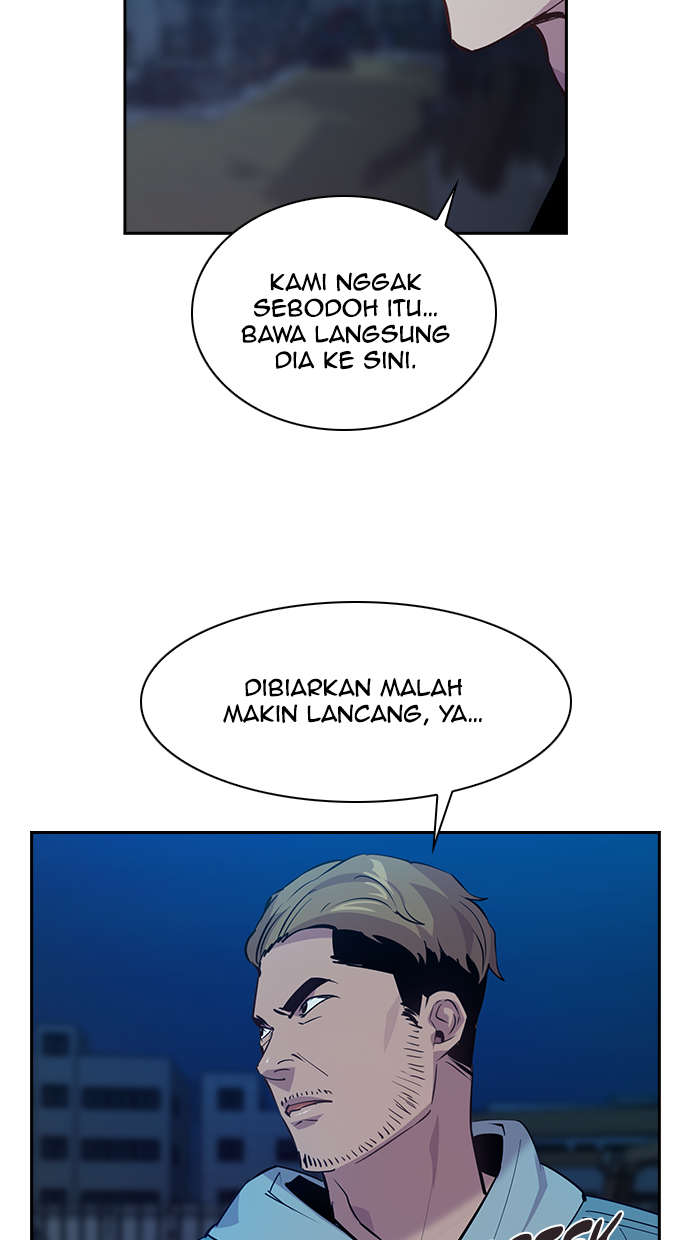 KAMI NGGAK
SEBODOH ITU...
BAWA LANGSUNG
DIA KE SINI.
DIBIARKAN MALAH
MAKIN LANCANG, YA...